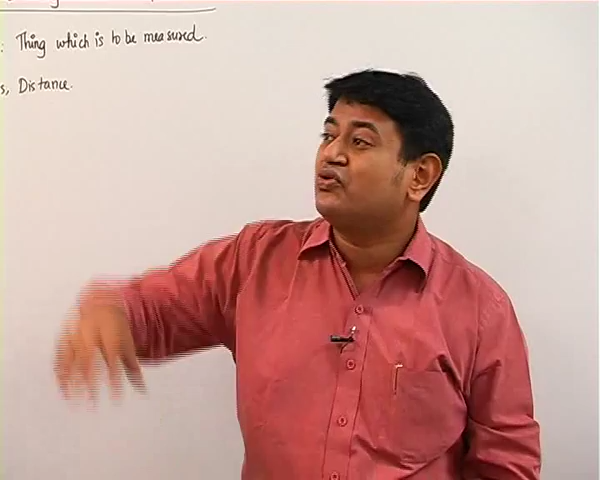 : Thing which is to be measured.
s, Distance.